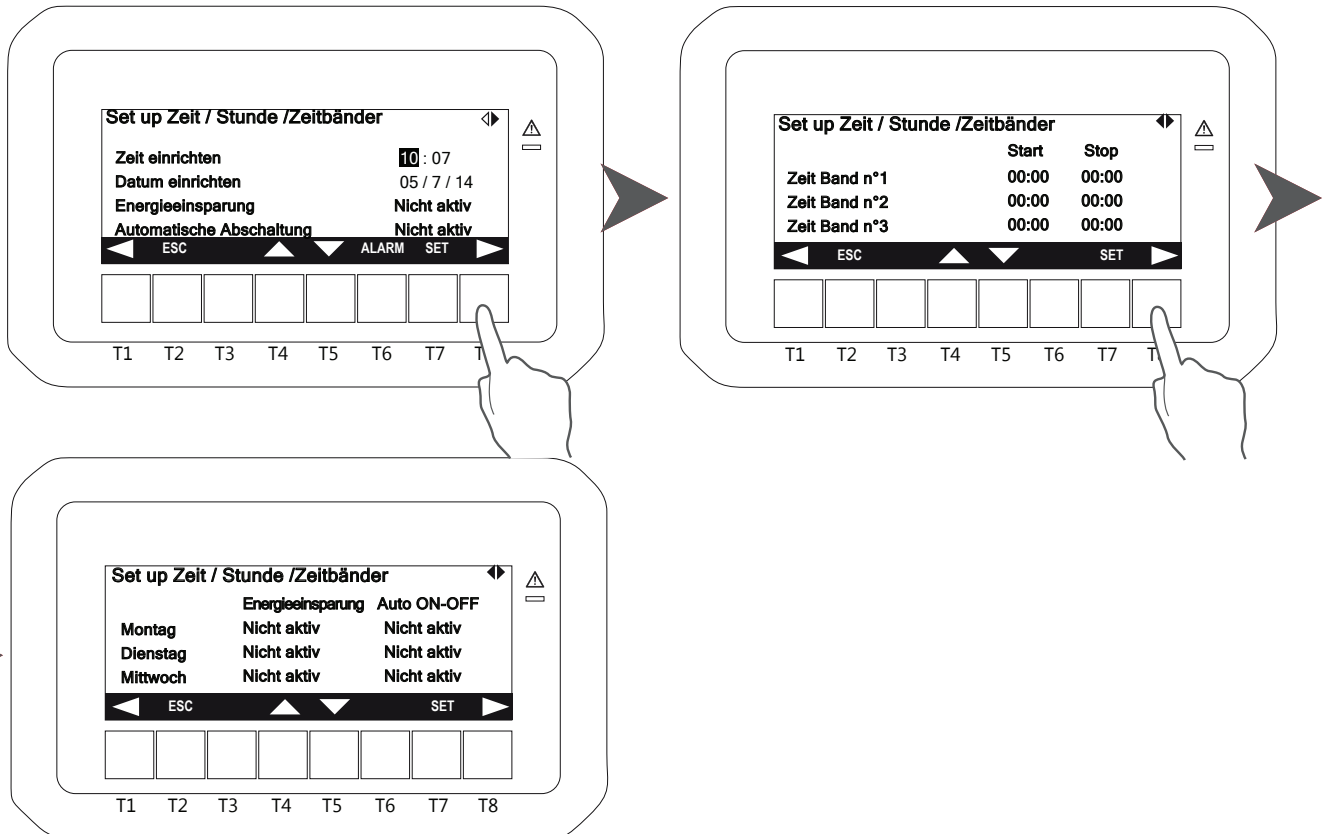 Set up Zeit / Stunde /Zeitbänder
Zeit einrichten 10 : 07
Datum einrichten 05 / 7 / 14
Energieeinsparung Nicht aktiv
Automatische Abschaltung Nicht aktiv
ESC ALARM SET
T1 T2 T3 T4 T5 T6 T7 T
Set up Zeit / Stunde /Zeitbänder
Start Stop
Zeit Band n°1 00:00 00:00
Zeit Band n°2 00:00 00:00
Zeit Band n°3 00:00 00:00
ESC SET
T1 T2 T3 T4 T5 T6 T7
Set up Zeit / Stunde /Zeitbänder
Energieeinsparung Auto ON-OFF
Montag Nicht aktiv Nicht aktiv
Dienstag Nicht aktiv Nicht aktiv
Mittwoch Nicht aktiv Nicht aktiv
ESC SET
T1 T2 T3 T4 T5 T6 T7 T8